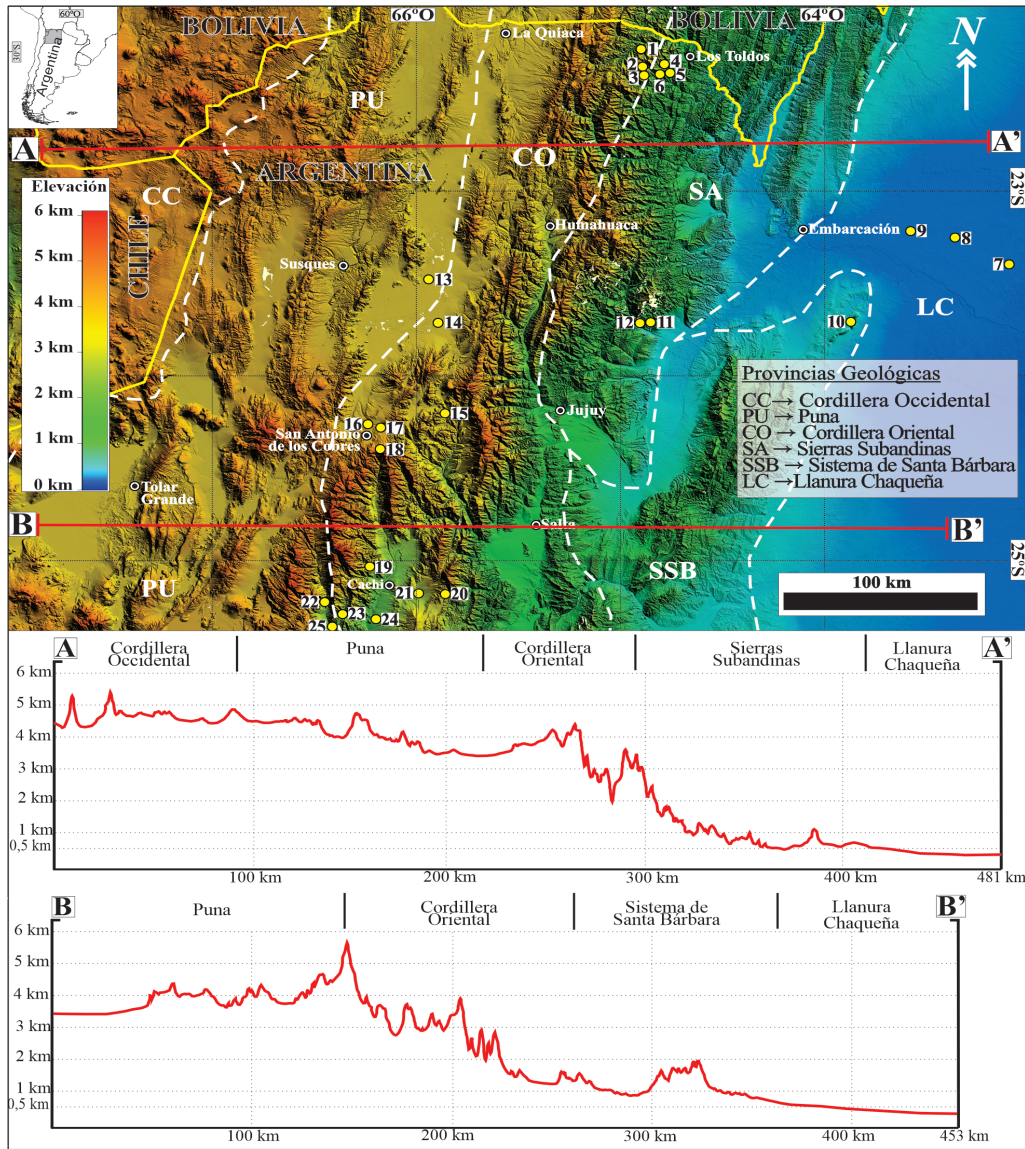 60ºO
30ºS
Argentina
BOLIVIA
66ºO
La Quiaca
BOLIVIA
64ºO
N
1
Los Toldos
2
4
3
5
6
PU
A
A'
CO
ARGENTINA
Elevación
6 km
5 km
4 km
3 km
2 km
1 km
0 km
CC
CHILE
SA
23ºS
Humahuaca
Embarcación
9
8
7
Susques
13
14
12
11
10
LC
Provincias Geológicas
CC→ Cordillera Occidental
PU → Puna
CO → Cordillera Oriental
SA → Sierras Subandinas
SSB → Sistema de Santa Bárbara
LC →Llanura Chaqueña
15
Jujuy
16
17
San Antonio
de los Cobres
18
Tolar
Grande
B
Salta
B'
25ºS
PU
19
Cachi
SSB
100 km
21
20
22
23
24
25
A
Cordillera
Occidental
Puna
Cordillera
Oriental
Sierras
Subandinas
Llanura
Chaqueña
A'
6 km
5 km
4 km
3 km
2 km
1 km
0,5 km
100 km
200 km
300 km
400 km
481 km
B
Puna
Cordillera
Oriental
Sistema de
Santa Bárbara
Llanura
Chaqueña
B'
6 km
5 km
4 km
3 km
2 km
1 km
0,5 km
100 km
200 km
300 km
400 km
453 km